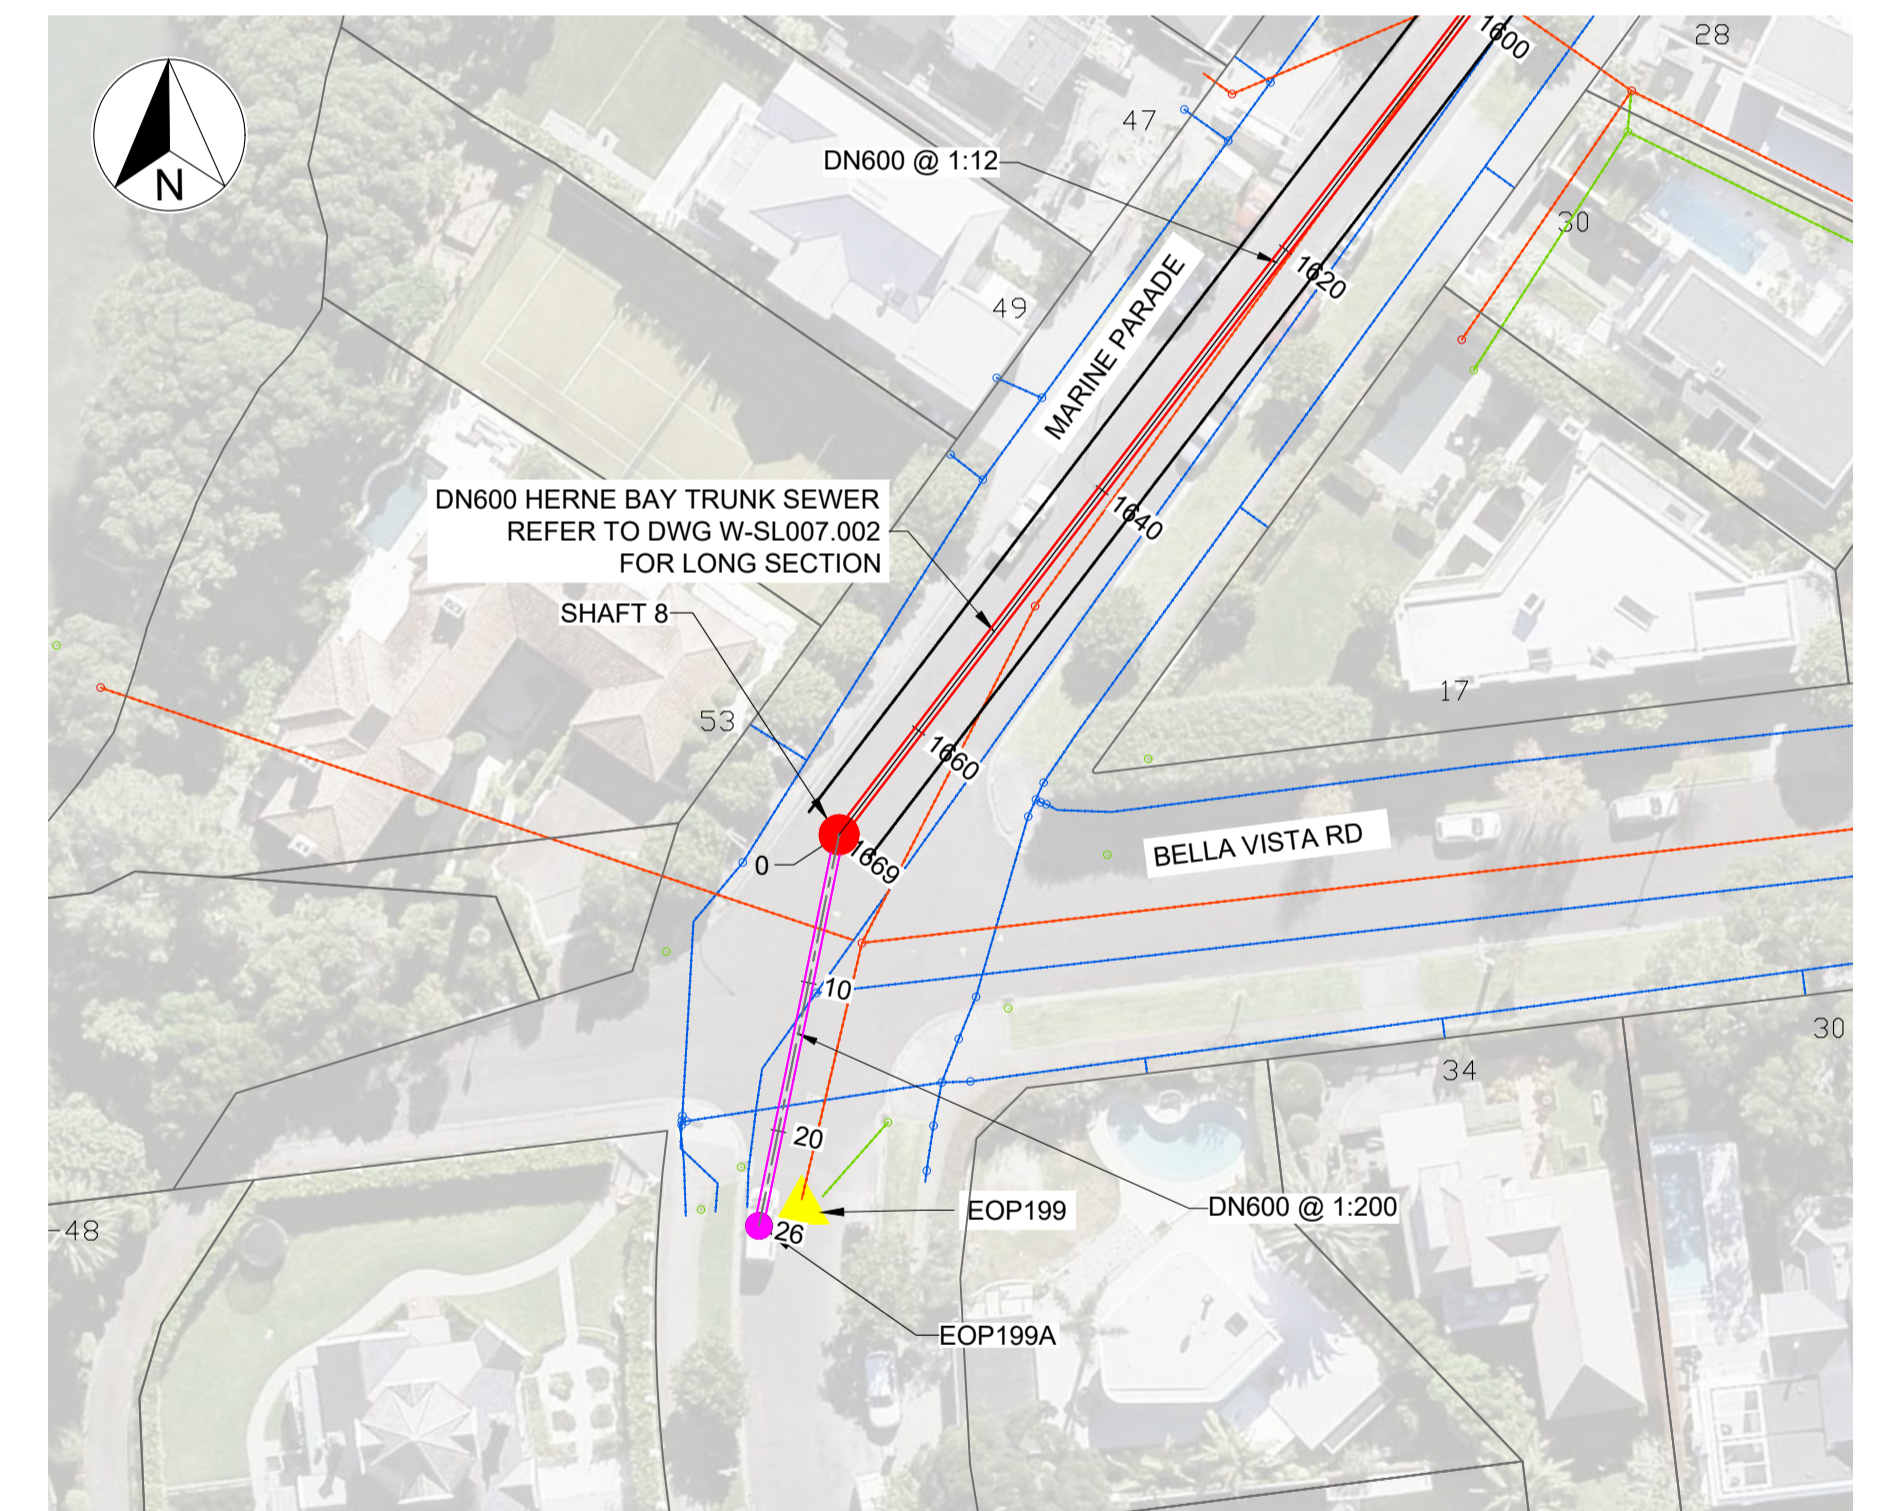 N
28
1600
47
DN600 @ 1:12
30
1620
49
MARINE PARADE
DN600 HERNE BAY TRUNK SEWER
REFER TO DWG W-SL007.002
FOR LONG SECTION
1640
SHAFT 8
17
53
1660
BELLA VISTA RD
0
1669
10
30
34
20
DN600 @ 1:200
EOP199
48
26
EOP199A